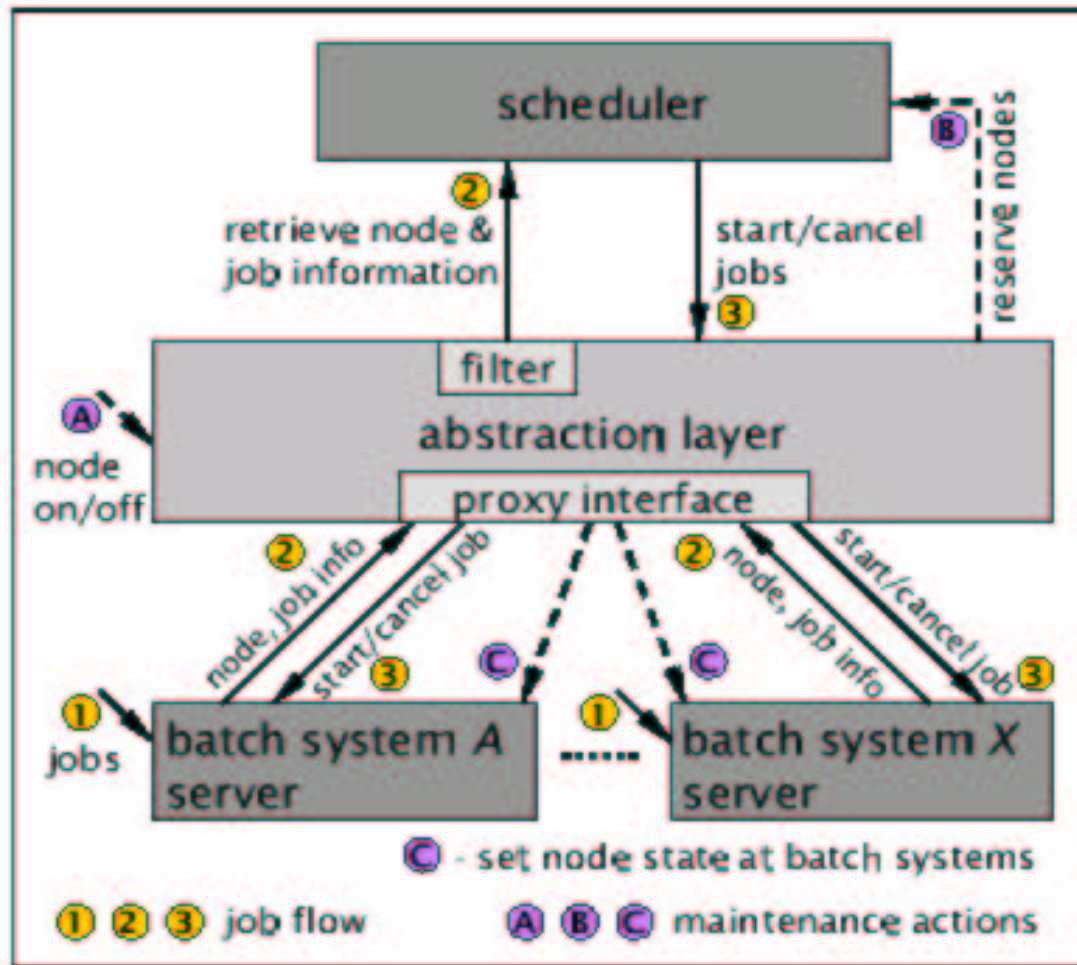 scheduler
B
reserve nodes
2
retrieve node &
job information
start/cancel
jobs
3
filter
abstraction layer
A
node
on/off
proxy interface
2
node, job info
start/cancel job
3
C
C
2
node, job info
start/cancel job
3
1
jobs
batch system A
server
1
batch system X
server
C - set node state at batch systems
1 2 3 job flow
A B C maintenance actions